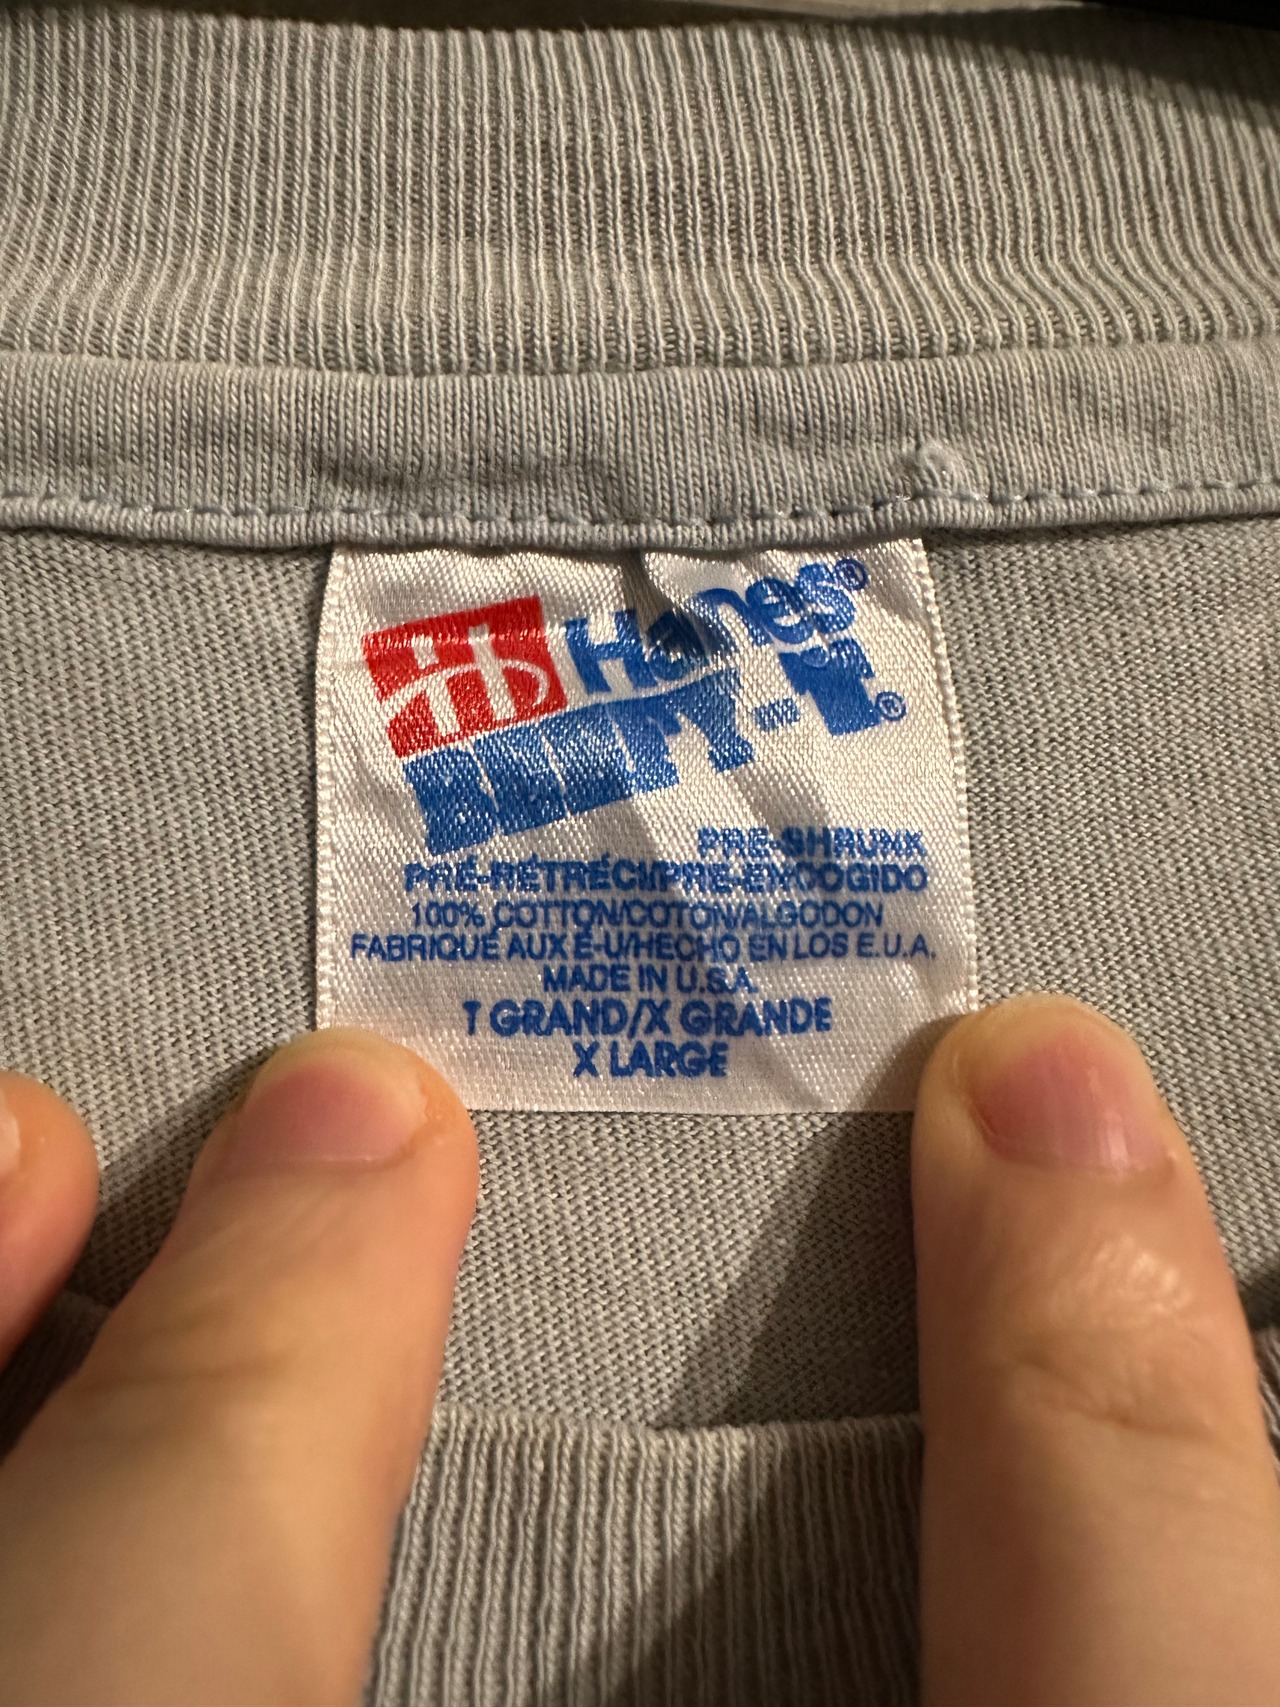 Hanes®
BEEFY-T®
PRE-SHRUNK
PRÉ-RÉTRÉCI/PRE-ENCOGIDO
100% COTTON/COTON/ALGODON
FABRIQUÉ AUX É-U/HECHO EN LOS E.U.A.
MADE IN U.S.A.
T GRAND/X GRANDE
X LARGE